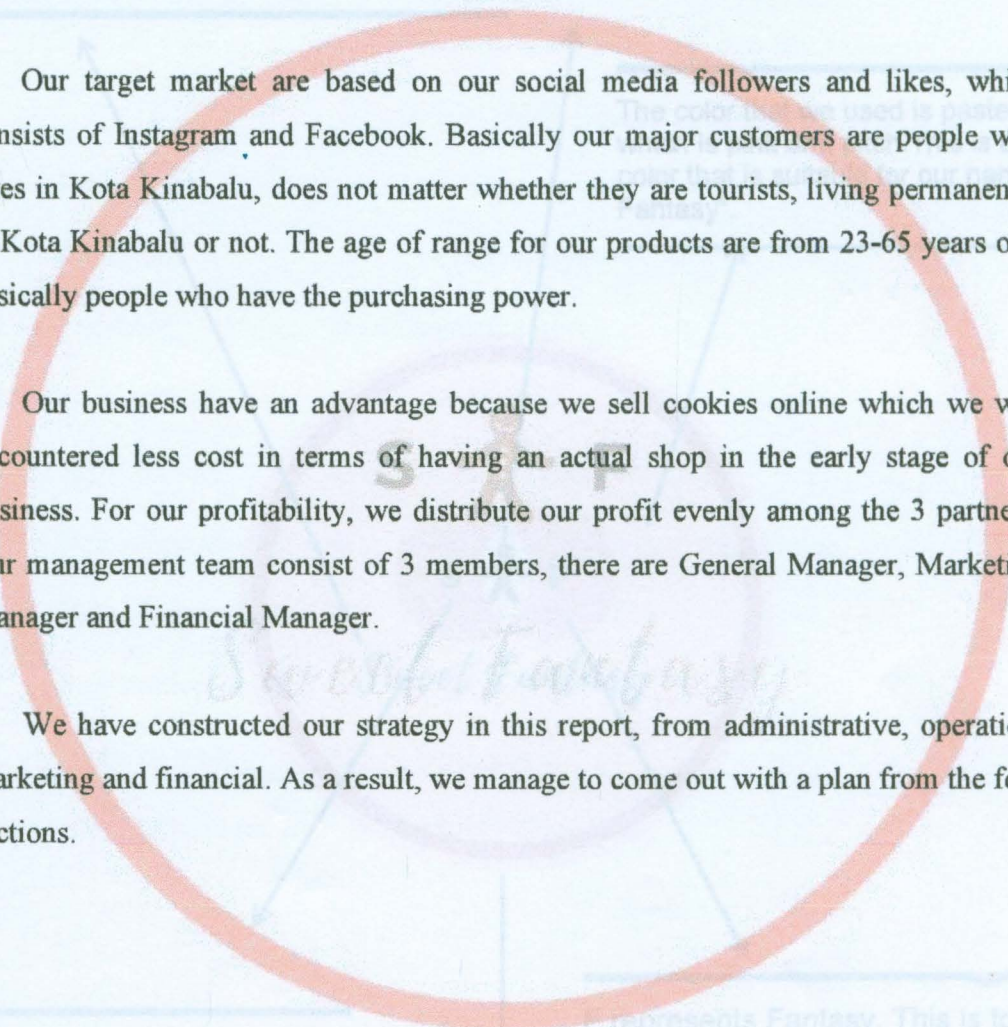 Our target market are based on our social media followers and likes, whi
nsists of Instagram and Facebook. Basically our major customers are people w
es in Kota Kinabalu, does not matter whether they are tourists, living permanen
Kota Kinabalu or not. The age of range for our products are from 23-65 years o
sically people who have the purchasing power.
Our business have an advantage because we sell cookies online which we w
countered less cost in terms of having an actual shop in the early stage of
siness. For our profitability, we distribute our profit evenly among the 3 partne
ur management team consist of 3 members, there are General Manager, Market
anager and Financial Manager.
We have constructed our strategy in this report, from administrative, operati
arketing and financial. As a result, we manage to come out with a plan from the fo
ctions.
The color that we used is paste
color that is suitable for our
Fantasy".
S F
Sweet Fantasy
represents Fantasy. This is